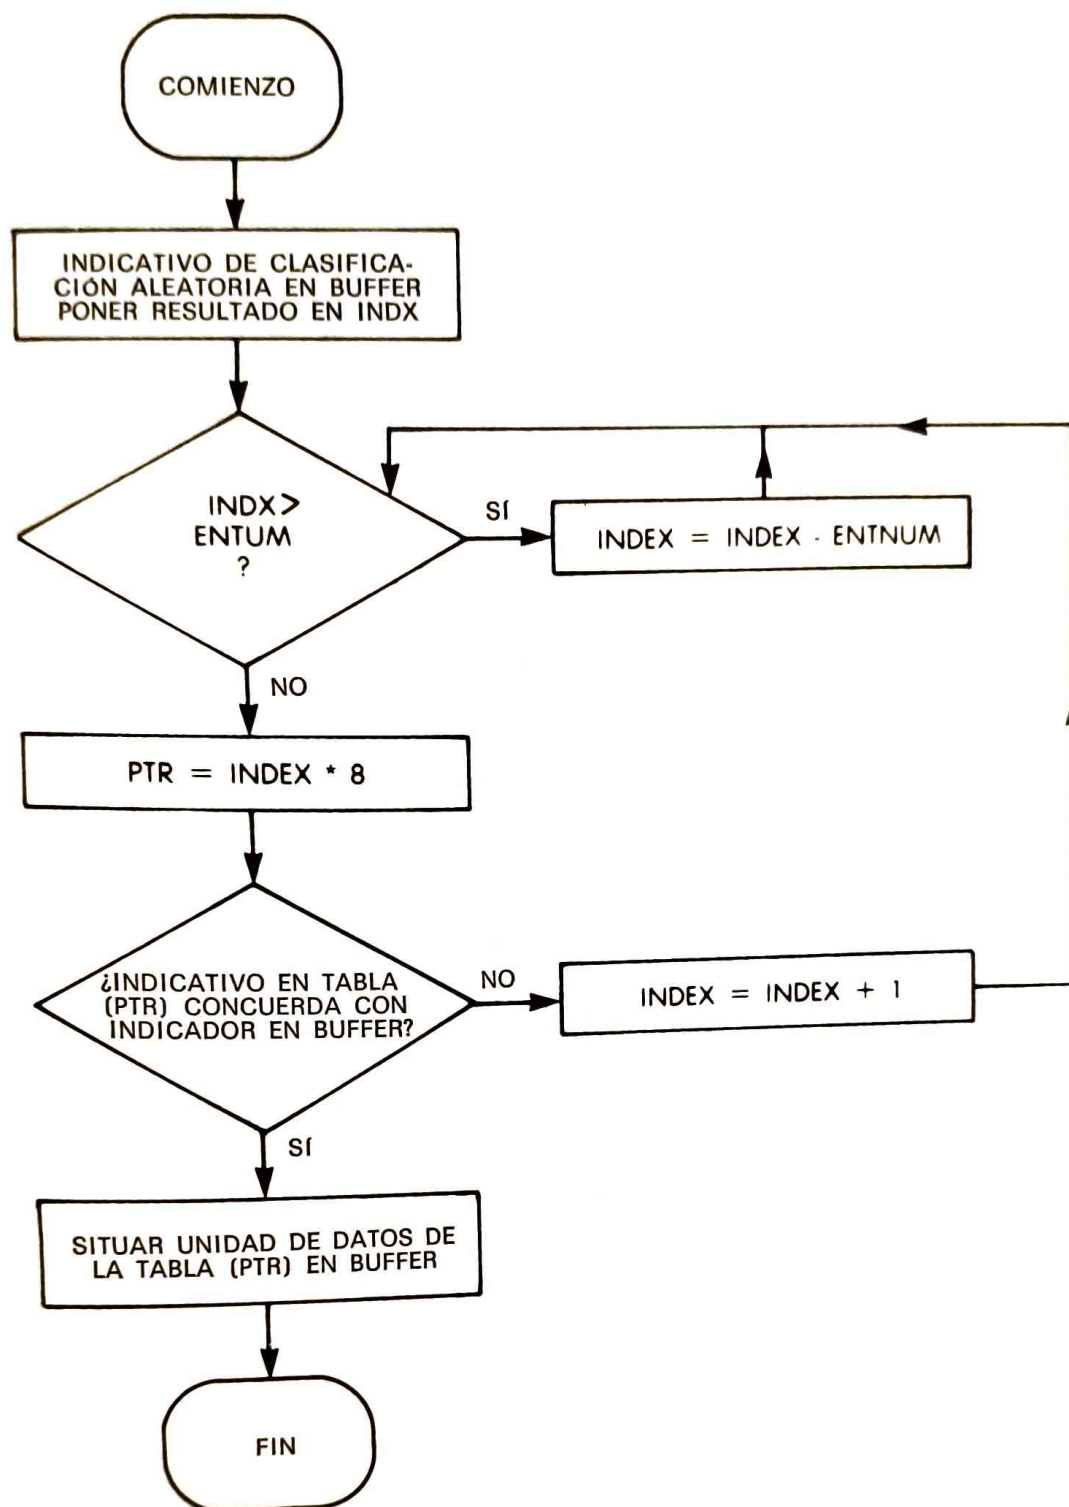 COMIENZO
INDICATIVO DE CLASIFICA-
CIÓN ALEATORIA EN BUFFER
PONER RESULTADO EN INDX
INDX>
ENTUM
?
SÍ
INDEX = INDEX - ENTNUM
NO
PTR = INDEX * 8
¿INDICATIVO EN TABLA
(PTR) CONCUERDA CON
INDICADOR EN BUFFER?
NO
INDEX = INDEX + 1
SÍ
SITUAR UNIDAD DE DATOS DE
LA TABLA (PTR) EN BUFFER
FIN